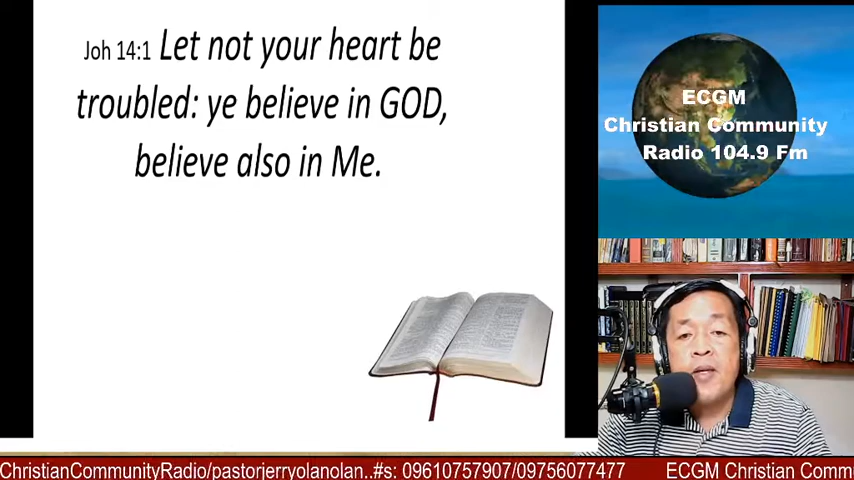 Joh 14:1 Let not your heart be
troubled: ye believe in GOD,
believe also in Me.
ECGM
Christian Community
Radio 104.9 Fm
ChristianCommunityRadio/pastorjerryolanolan..#s: 09610757907/09756077477 ECGM Christian Commu